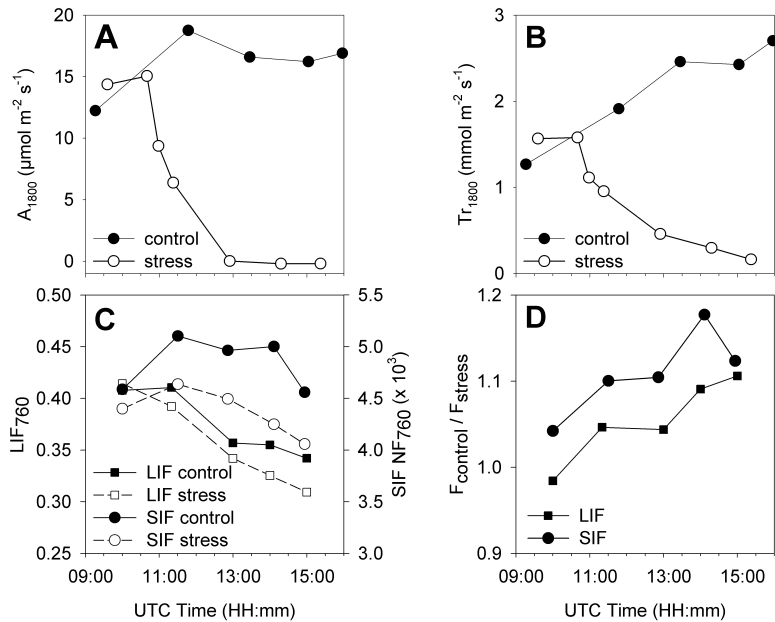 A
A1800 (μmol m−2 s−1)
20
15
10
5
0
control
stress
B
Tr1800 (mmol m−2 s−1)
3
2
1
0
control
stress
C
LIF760
0.50
0.45
0.40
0.35
0.30
0.25
LIF control
LIF stress
SIF control
SIF stress
5.5
5.0
4.5
4.0
3.5
3.0
SIF NF760 (x 10³)
09:00 11:00 13:00 15:00
UTC Time (HH:mm)
D
Fcontrol / Fstress
1.2
1.1
1.0
0.9
LIF
SIF
09:00 11:00 13:00 15:00
UTC Time (HH:mm)